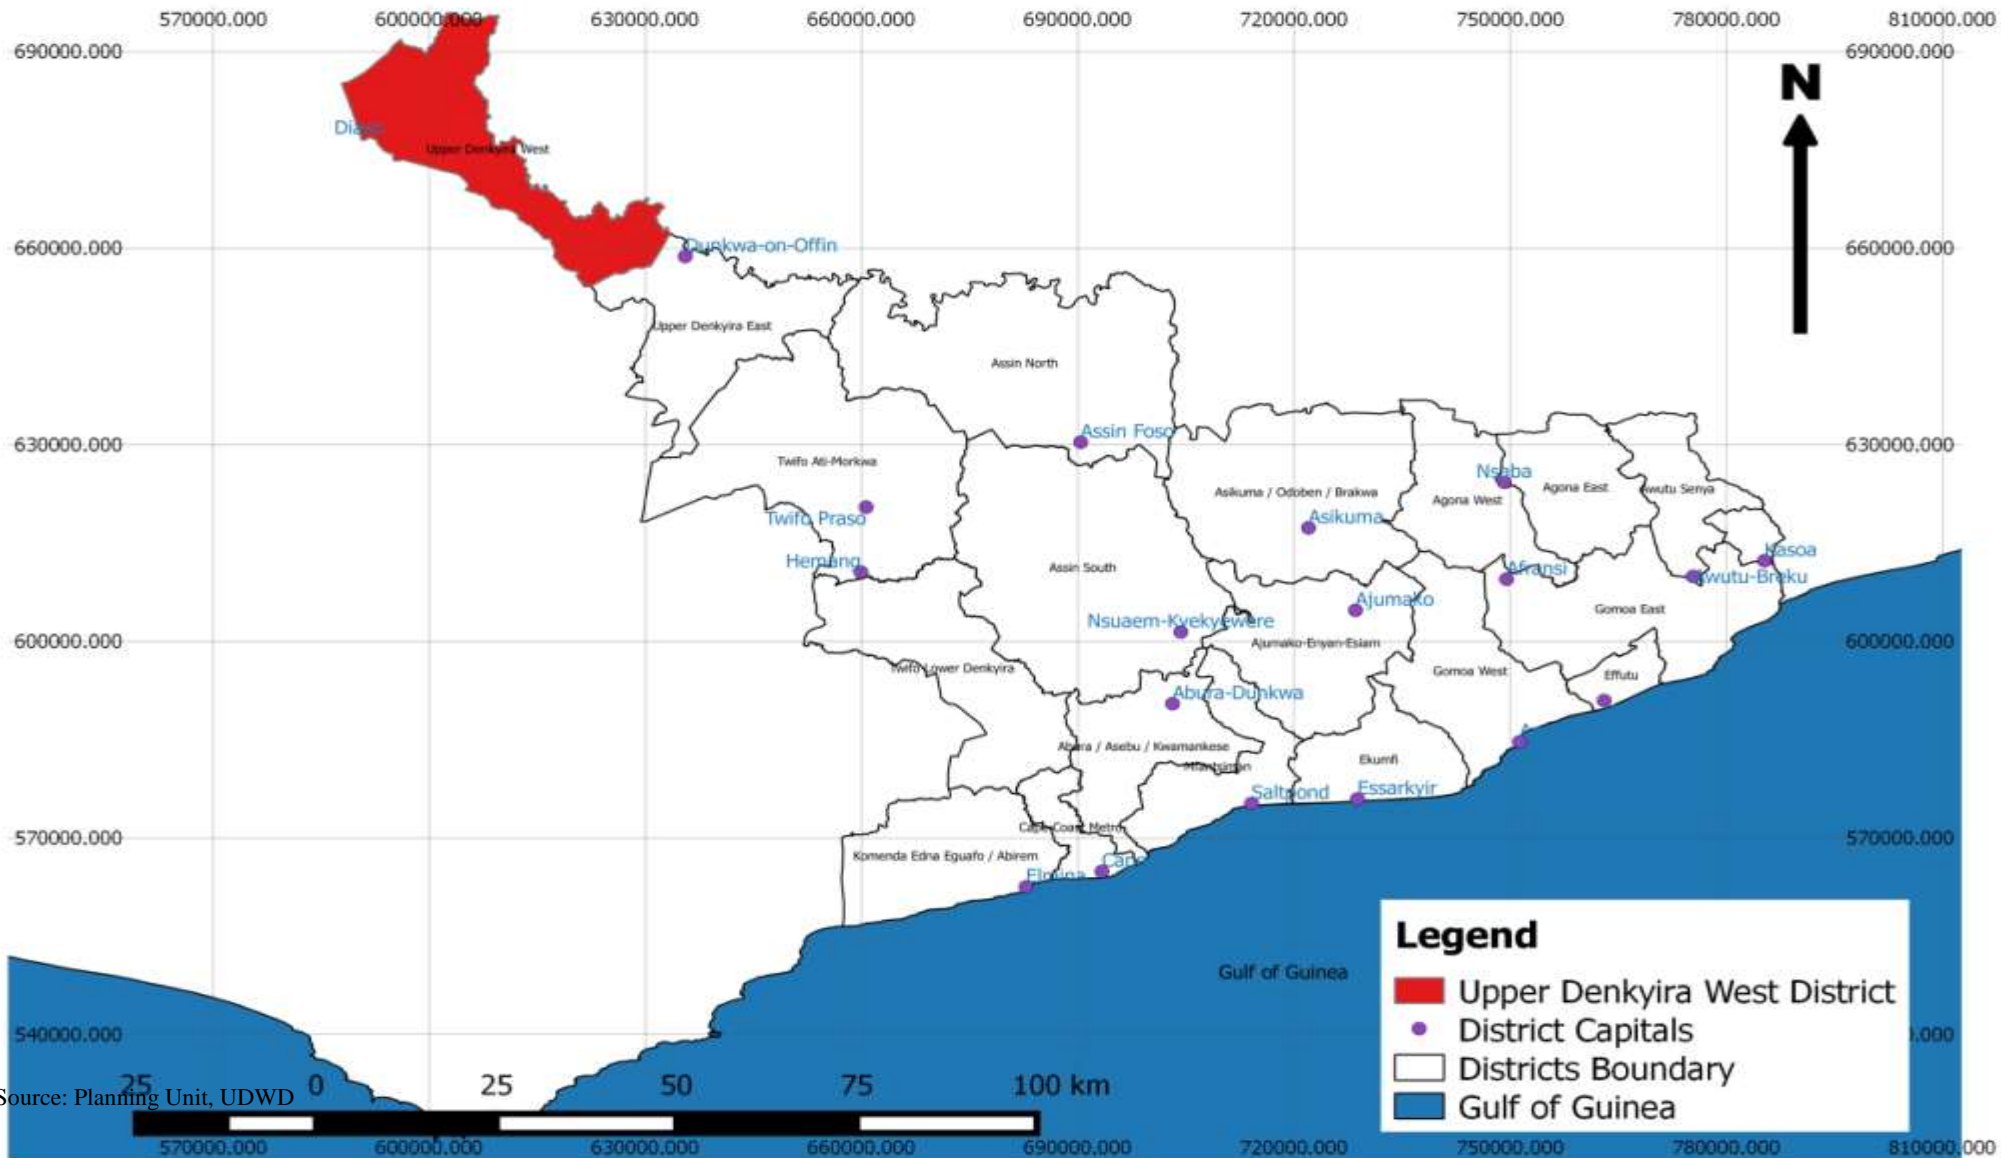 570000.000 600000.000 630000.000 660000.000 690000.000 720000.000 750000.000 780000.000 810000.000
690000.000 690000.000
N
Upper Denkyira West
660000.000 Dunkwa-on-Offin 660000.000
Upper Denkyira East
Assin North
630000.000 Assin Foso 630000.000
Twifo Ati-Morkwa
Nsaba
Asikuma / Odoben / Brakwa
Agona West
Agona East
Awutu Senya
Twifo Praso
Asikuma
Hemang
Assin South
Afransi
Kasoa
Awutu-Breku
Ajumako
Gomoa East
Nsuaem-Kyekyewere
600000.000 Ajumako-Enyan-Esiam 600000.000
Twifo Lower Denkyira
Gomoa West
Effutu
Abura-Dunkwa
Abura / Asebu / Kwamankese
Mfantsiman
Ekumfi
Saltpond
Essarkyir
570000.000 Cape Coast Metro 570000.000
Komenda Edna Eguafo / Abirem
Elmina
Cape
Gulf of Guinea
Legend
Upper Denkyira West District
District Capitals
Districts Boundary
Gulf of Guinea
540000.000 .000
25 0 25 50 75 100 km
Source: Planning Unit, UDWD
570000.000 600000.000 630000.000 660000.000 690000.000 720000.000 750000.000 780000.000 810000.000